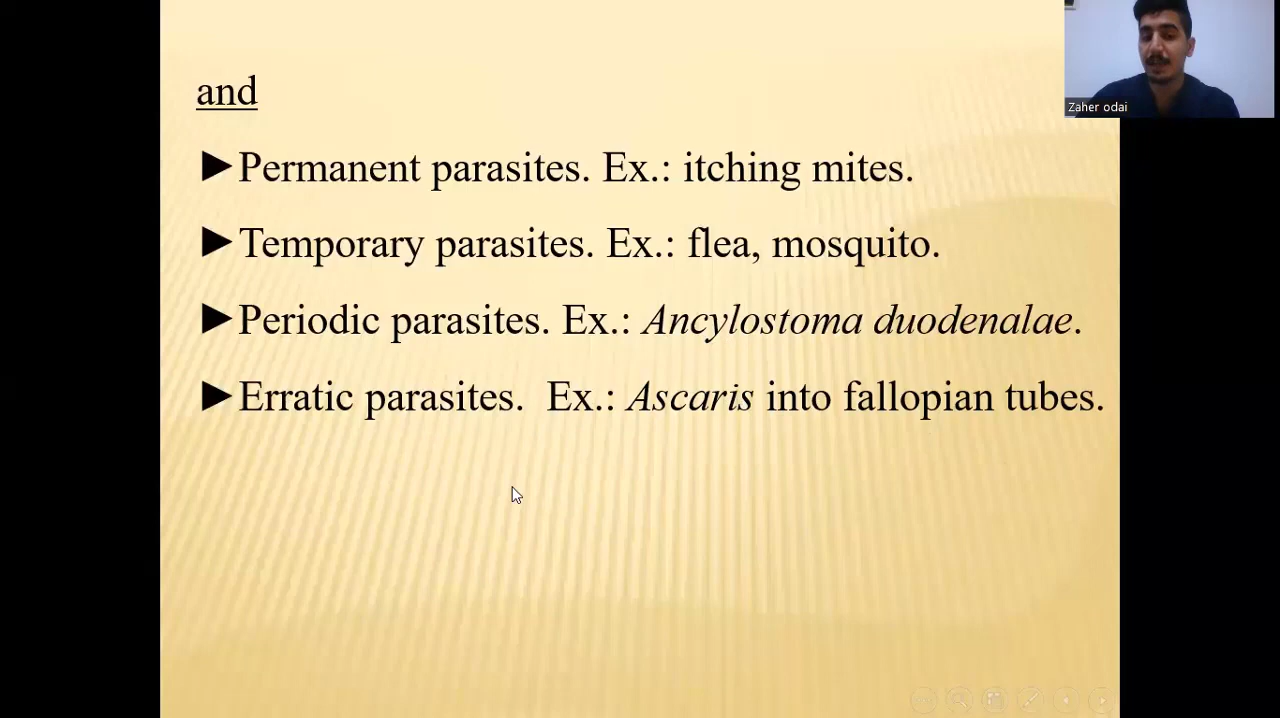 Zaher odai
and
►Permanent parasites. Ex.: itching mites.
►Temporary parasites. Ex.: flea, mosquito.
►Periodic parasites. Ex.: Ancylostoma duodenalae.
►Erratic parasites.  Ex.: Ascaris into fallopian tubes.